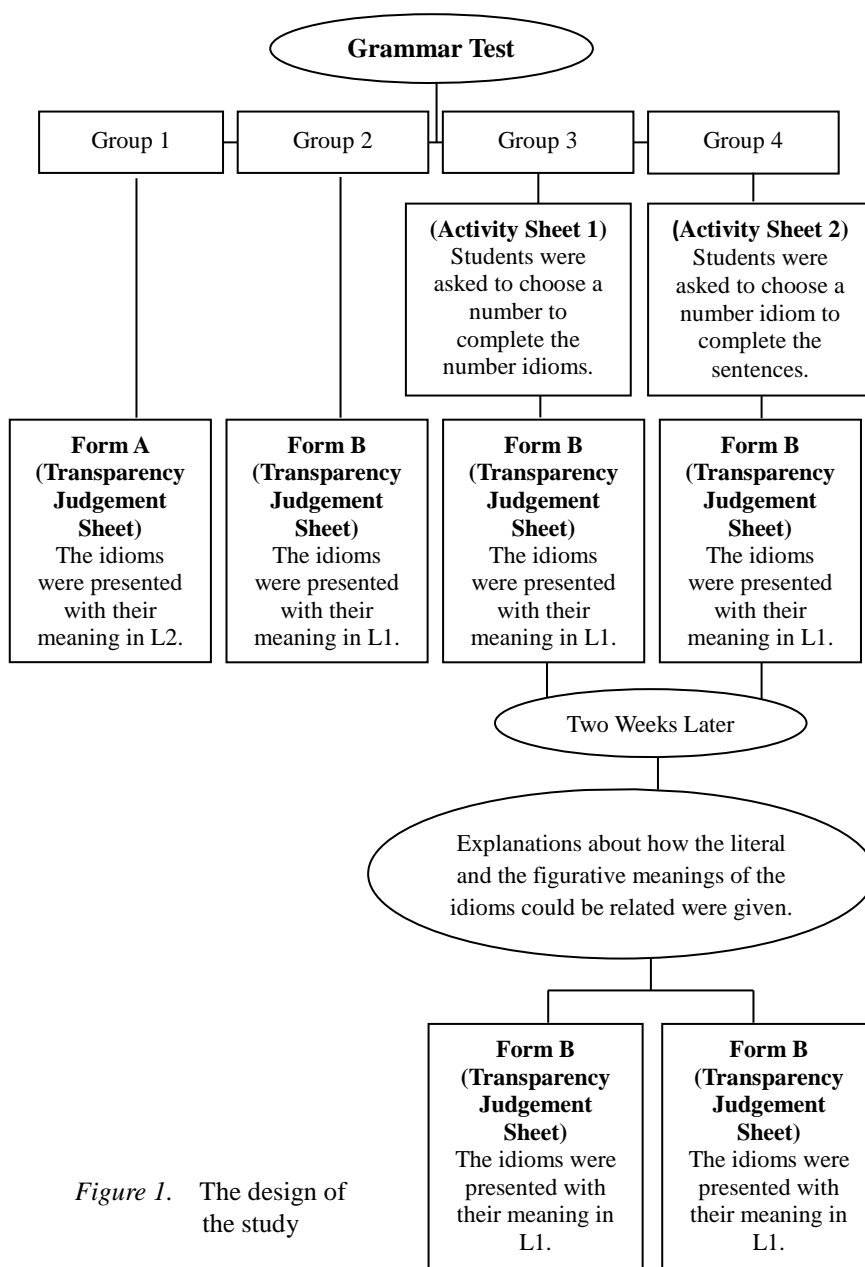 Grammar Test
Group 1
Group 2
Group 3
Group 4
(Activity Sheet 1)
Students were
asked to choose a
number to
complete the
number idioms.
(Activity Sheet 2)
Students were
asked to choose a
number idiom to
complete the
sentences.
Form A
(Transparency
Judgement
Sheet)
The idioms
were presented
with their
meaning in L2.
Form B
(Transparency
Judgement
Sheet)
The idioms
were presented
with their
meaning in L1.
Form B
(Transparency
Judgement
Sheet)
The idioms
were presented
with their
meaning in L1.
Form B
(Transparency
Judgement
Sheet)
The idioms
were presented
with their
meaning in L1.
Two Weeks Later
Explanations about how the literal
and the figurative meanings of the
idioms could be related were given.
Form B
(Transparency
Judgement
Sheet)
The idioms were
presented with
their meaning in
L1.
Form B
(Transparency
Judgement
Sheet)
The idioms were
presented with
their meaning in
L1.
Figure 1. The design of
the study